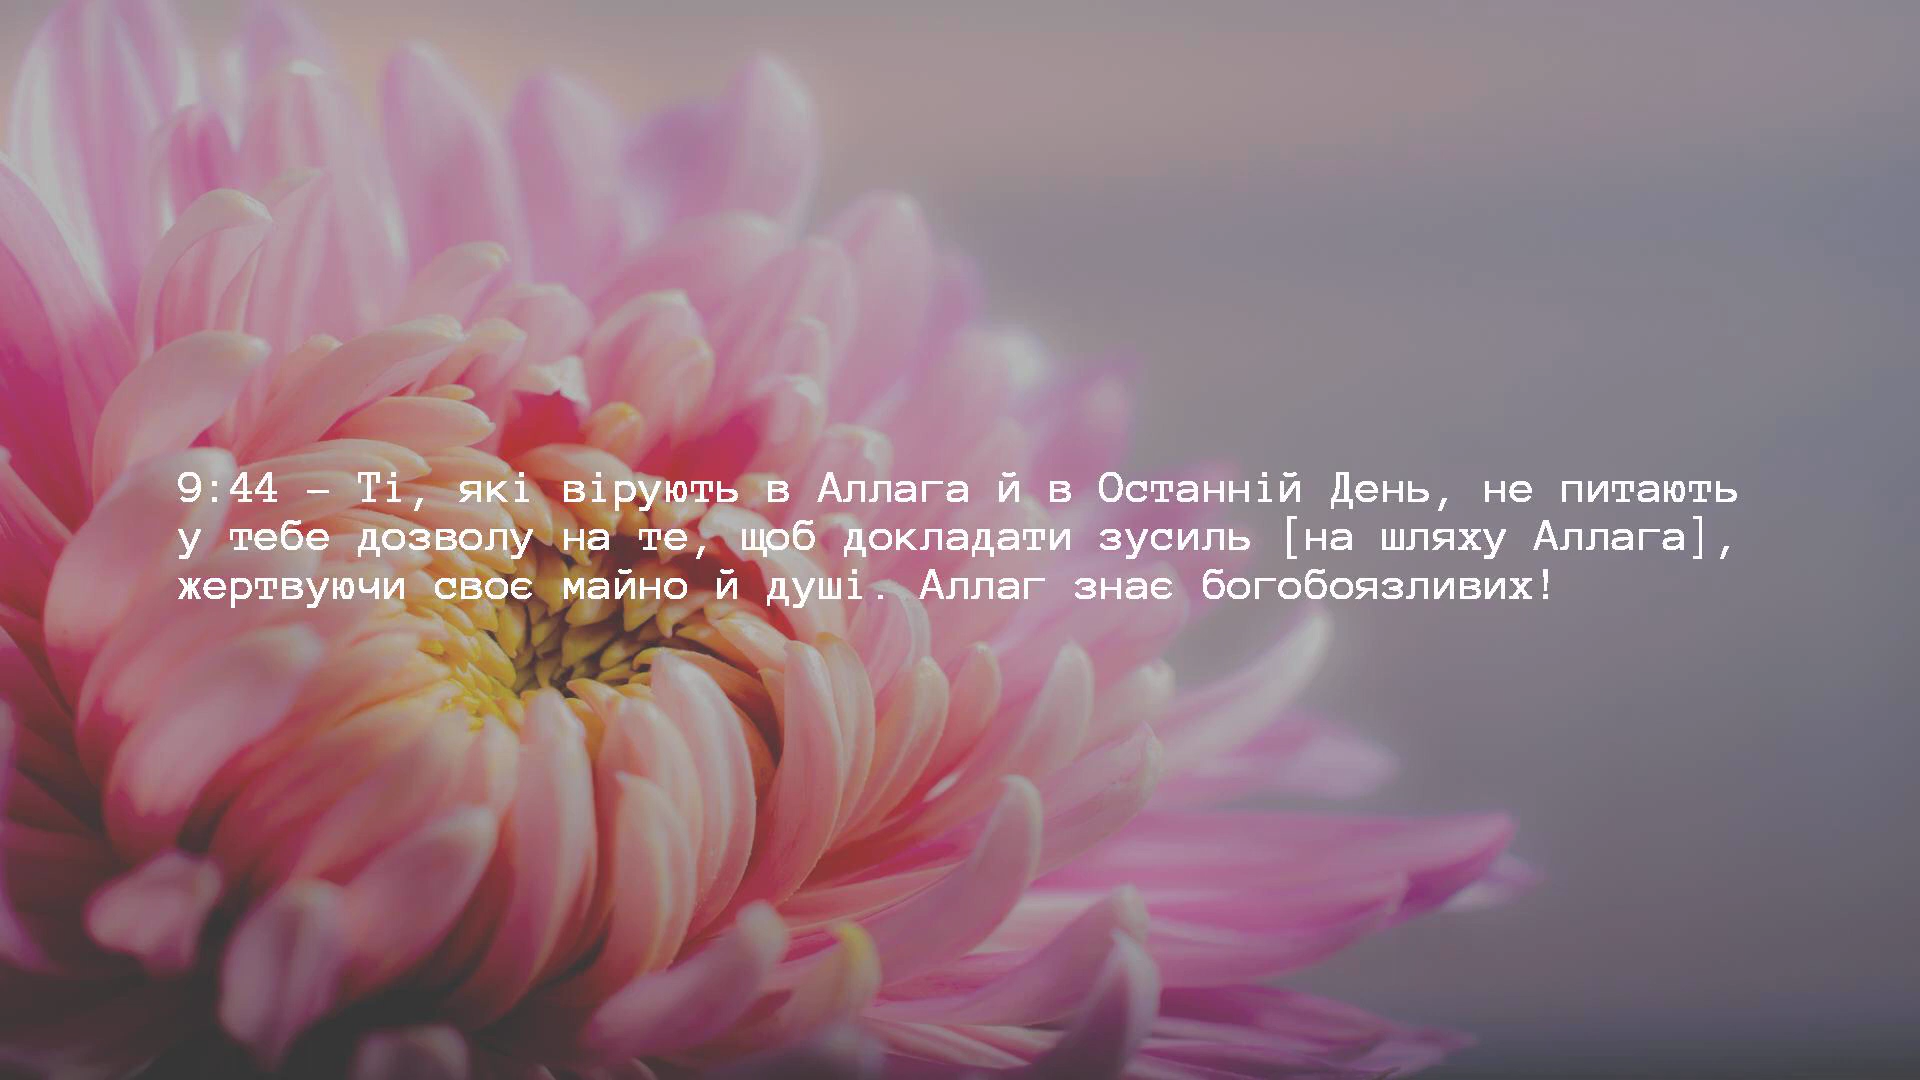 9:44 – Ті, які вірують в Аллага й в Останній День, не питають
у тебе дозволу на те, щоб докладати зусиль [на шляху Аллага],
жертвуючи своє майно й душі. Аллаг знає богобоязливих!